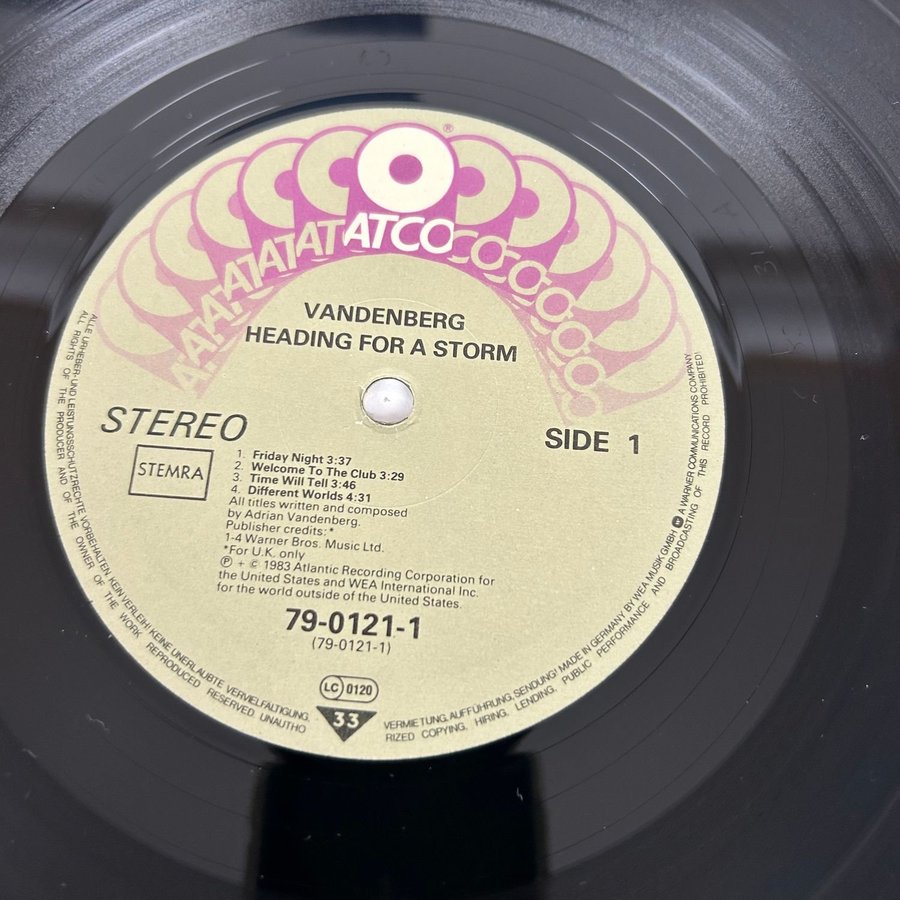 ®
ATCO
VANDENBERG
HEADING FOR A STORM
STEREO
STEMRA
SIDE 1
1. Friday Night 3:37
2. Welcome To The Club 3:29
3. Time Will Tell 3:46
4. Different Worlds 4:31
All titles written and composed
by Adrian Vandenberg.
Publisher credits:*
1-4 Warner Bros. Music Ltd.
*For U.K. only
Ⓟ + © 1983 Atlantic Recording Corporation for
the United States and WEA International Inc.
for the world outside of the United States.
79-0121-1
(79-0121-1)
LC 0120
33
ALLE URHEBER- UND LEISTUNGSSCHUTZRECHTE VORBEHALTEN KEIN VERLEIH! KEINE UNERLAUBTE VERVIELFÄLTIGUNG, VERMIETUNG, AUFFÜHRUNG, SENDUNG! MADE IN GERMANY BY WEA MUSIK GMBH A WARNER COMMUNICATIONS COMPANY
ALL RIGHTS OF THE PRODUCER AND OF THE OWNER OF THE WORK REPRODUCED RESERVED UNAUTHORIZED COPYING, HIRING, LENDING, PUBLIC PERFORMANCE AND BROADCASTING OF THIS RECORD PROHIBITED!